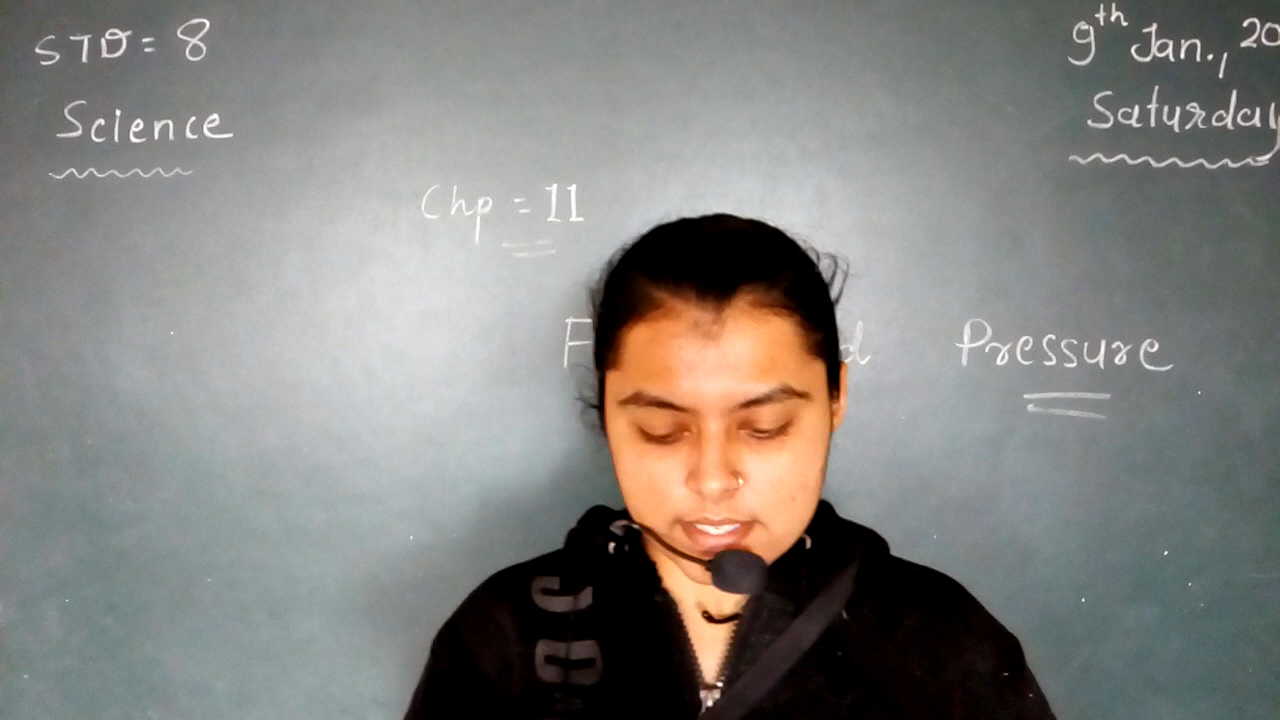 STD = 8
Science
9th Jan., 20
Saturday
Chp = 11
Pressure